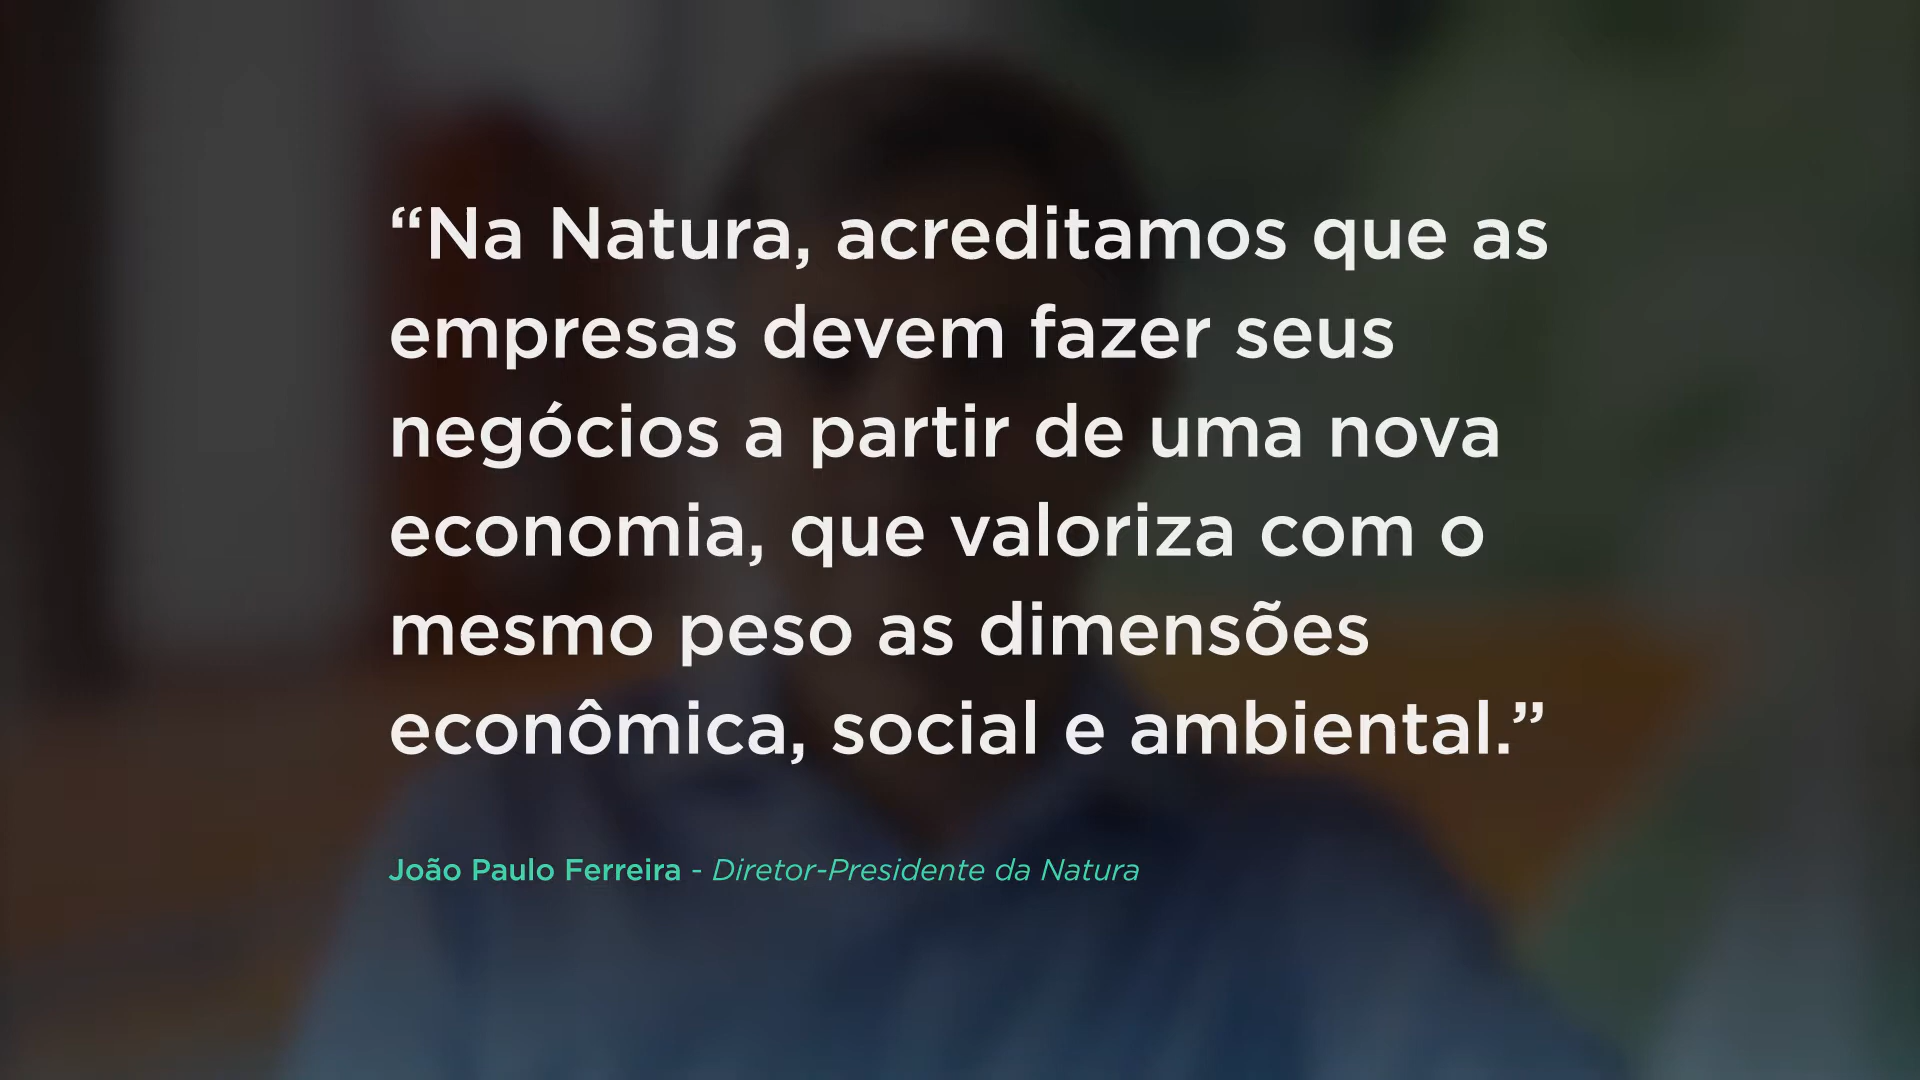 “Na Natura, acreditamos que as
empresas devem fazer seus
negócios a partir de uma nova
economia, que valoriza com o
mesmo peso as dimensões
econômica, social e ambiental.”
João Paulo Ferreira - Diretor-Presidente da Natura